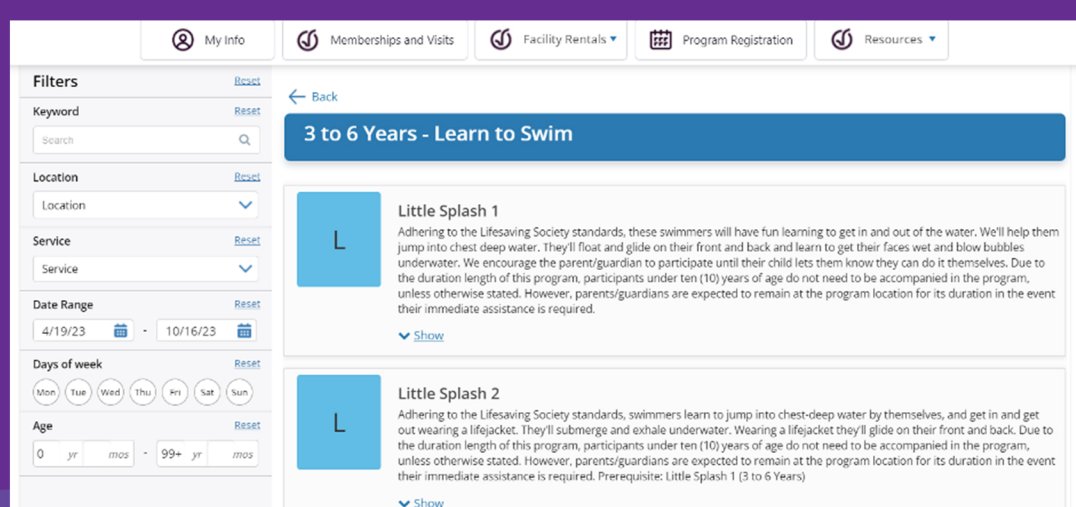 My Info
Memberships and Visits
Facility Rentals
Program Registration
Resources
Filters
Reset
Keyword
Reset
Search
Location
Reset
Location
Service
Reset
Service
Date Range
Reset
4/19/23 - 10/16/23
Days of week
Reset
Mon Tue Wed Thu Fri Sat Sun
Age
Reset
0 yr mos - 99+ yr mos
Back
3 to 6 Years - Learn to Swim
L
Little Splash 1
Adhering to the Lifesaving Society standards, these swimmers will have fun learning to get in and out of the water. We'll help them
jump into chest deep water. They'll float and glide on their front and back and learn to get their faces wet and blow bubbles
underwater. We encourage the parent/guardian to participate until their child lets them know they can do it themselves. Due to
the duration length of this program, participants under ten (10) years of age do not need to be accompanied in the program,
unless otherwise stated. However, parents/guardians are expected to remain at the program location for its duration in the event
their immediate assistance is required.
Show
L
Little Splash 2
Adhering to the Lifesaving Society standards, swimmers learn to jump into chest-deep water by themselves, and get in and get
out wearing a lifejacket. They'll submerge and exhale underwater. Wearing a lifejacket they'll glide on their front and back. Due to
the duration length of this program, participants under ten (10) years of age do not need to be accompanied in the program,
unless otherwise stated. However, parents/guardians are expected to remain at the program location for its duration in the event
their immediate assistance is required. Prerequisite: Little Splash 1 (3 to 6 Years)
Show